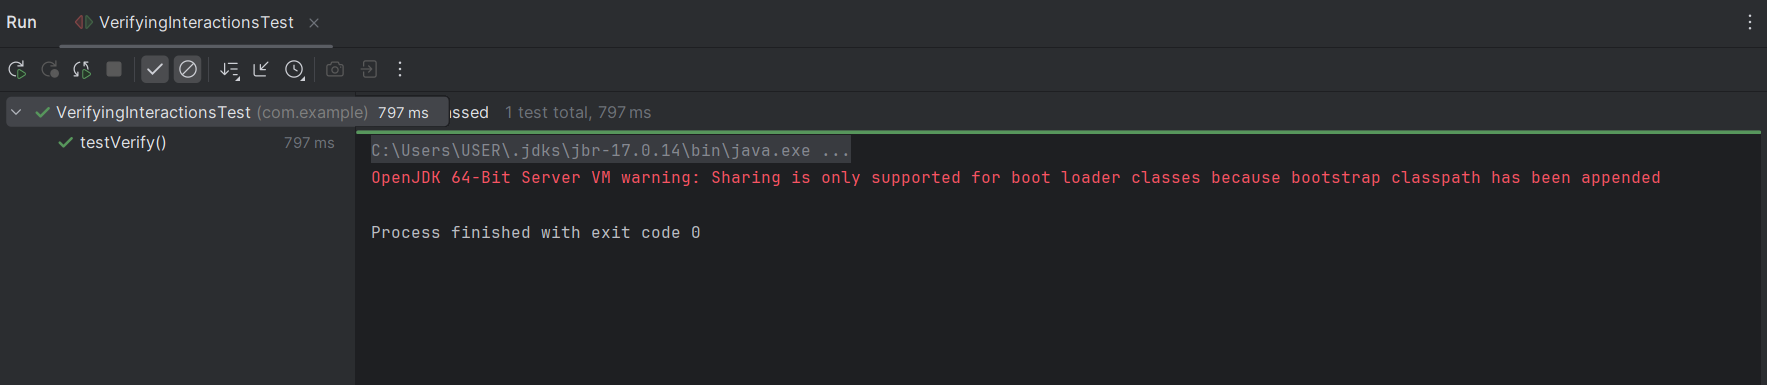 Run VerifyingInteractionsTest
VerifyingInteractionsTest (com.example) 797 ms ssed 1 test total, 797 ms
testVerify() 797 ms
C:\Users\USER\.jdks\jbr-17.0.14\bin\java.exe ...
OpenJDK 64-Bit Server VM warning: Sharing is only supported for boot loader classes because bootstrap classpath has been appended
Process finished with exit code 0